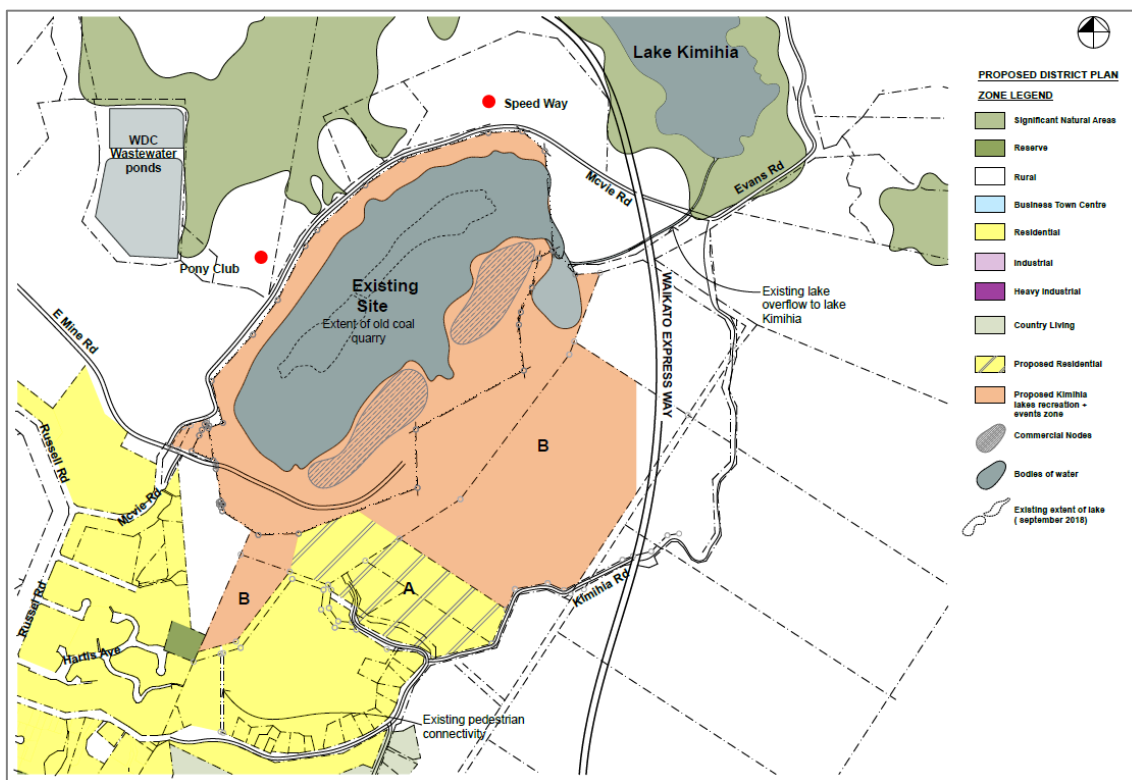 Lake Kimihia
Speed Way
WDC
Wastewater
ponds
Mcvie Rd
Evans Rd
Pony Club
Existing
Site
Extent of old coal
quarry
Existing lake
overflow to lake
Kimihia
E Mine Rd
WAIKATO EXPRESS WAY
B
Russell Rd
Mcvie Rd
A
B
Kimihia Rd
Russel Rd
Hartis Ave
Existing pedestrian
connectivity
PROPOSED DISTRICT PLAN
ZONE LEGEND
Significant Natural Areas
Reserve
Rural
Business Town Centre
Residential
Industrial
Heavy Industrial
Country Living
Proposed Residential
Proposed Kimihia
lakes recreation +
events zone
Commercial Nodes
Bodies of water
Existing extent of lake
( september 2018)